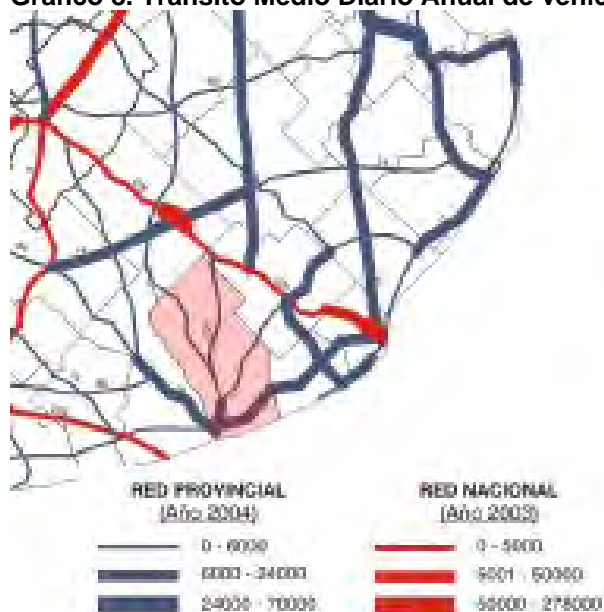 Gráfico 6. Tránsito Medio Diario Anual de
RED PROVINCIAL
(Año 2004)
0 - 6000
6000 - 24000
24000 - 70000
RED NACIONAL
(Año 2003)
0 - 5000
5001 - 50000
50000 - 278000